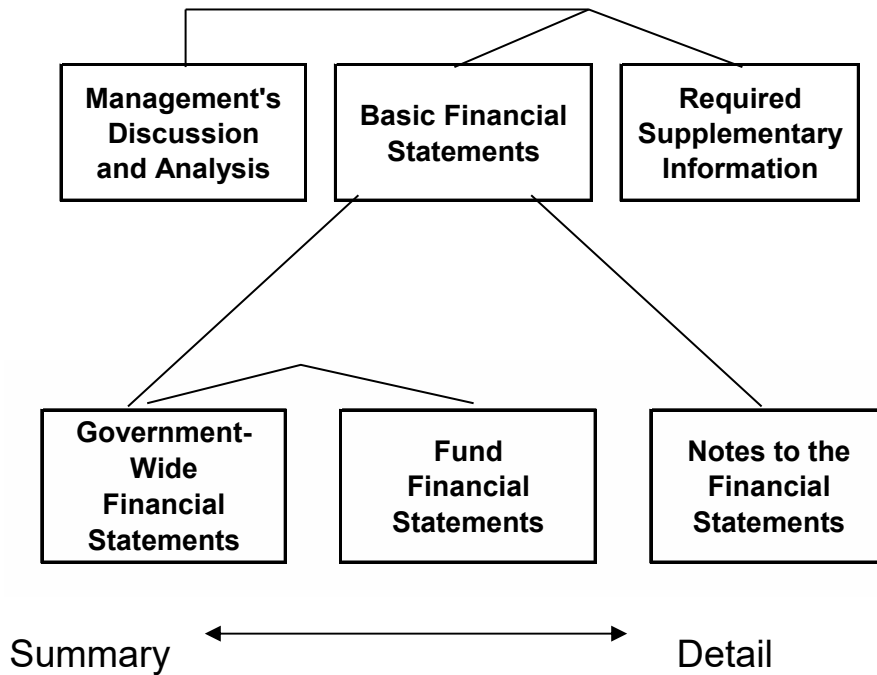 Management's
Discussion
and Analysis
Basic Financial
Statements
Required
Supplementary
Information
Government-
Wide
Financial
Statements
Fund
Financial
Statements
Notes to the
Financial
Statements
Summary
Detail